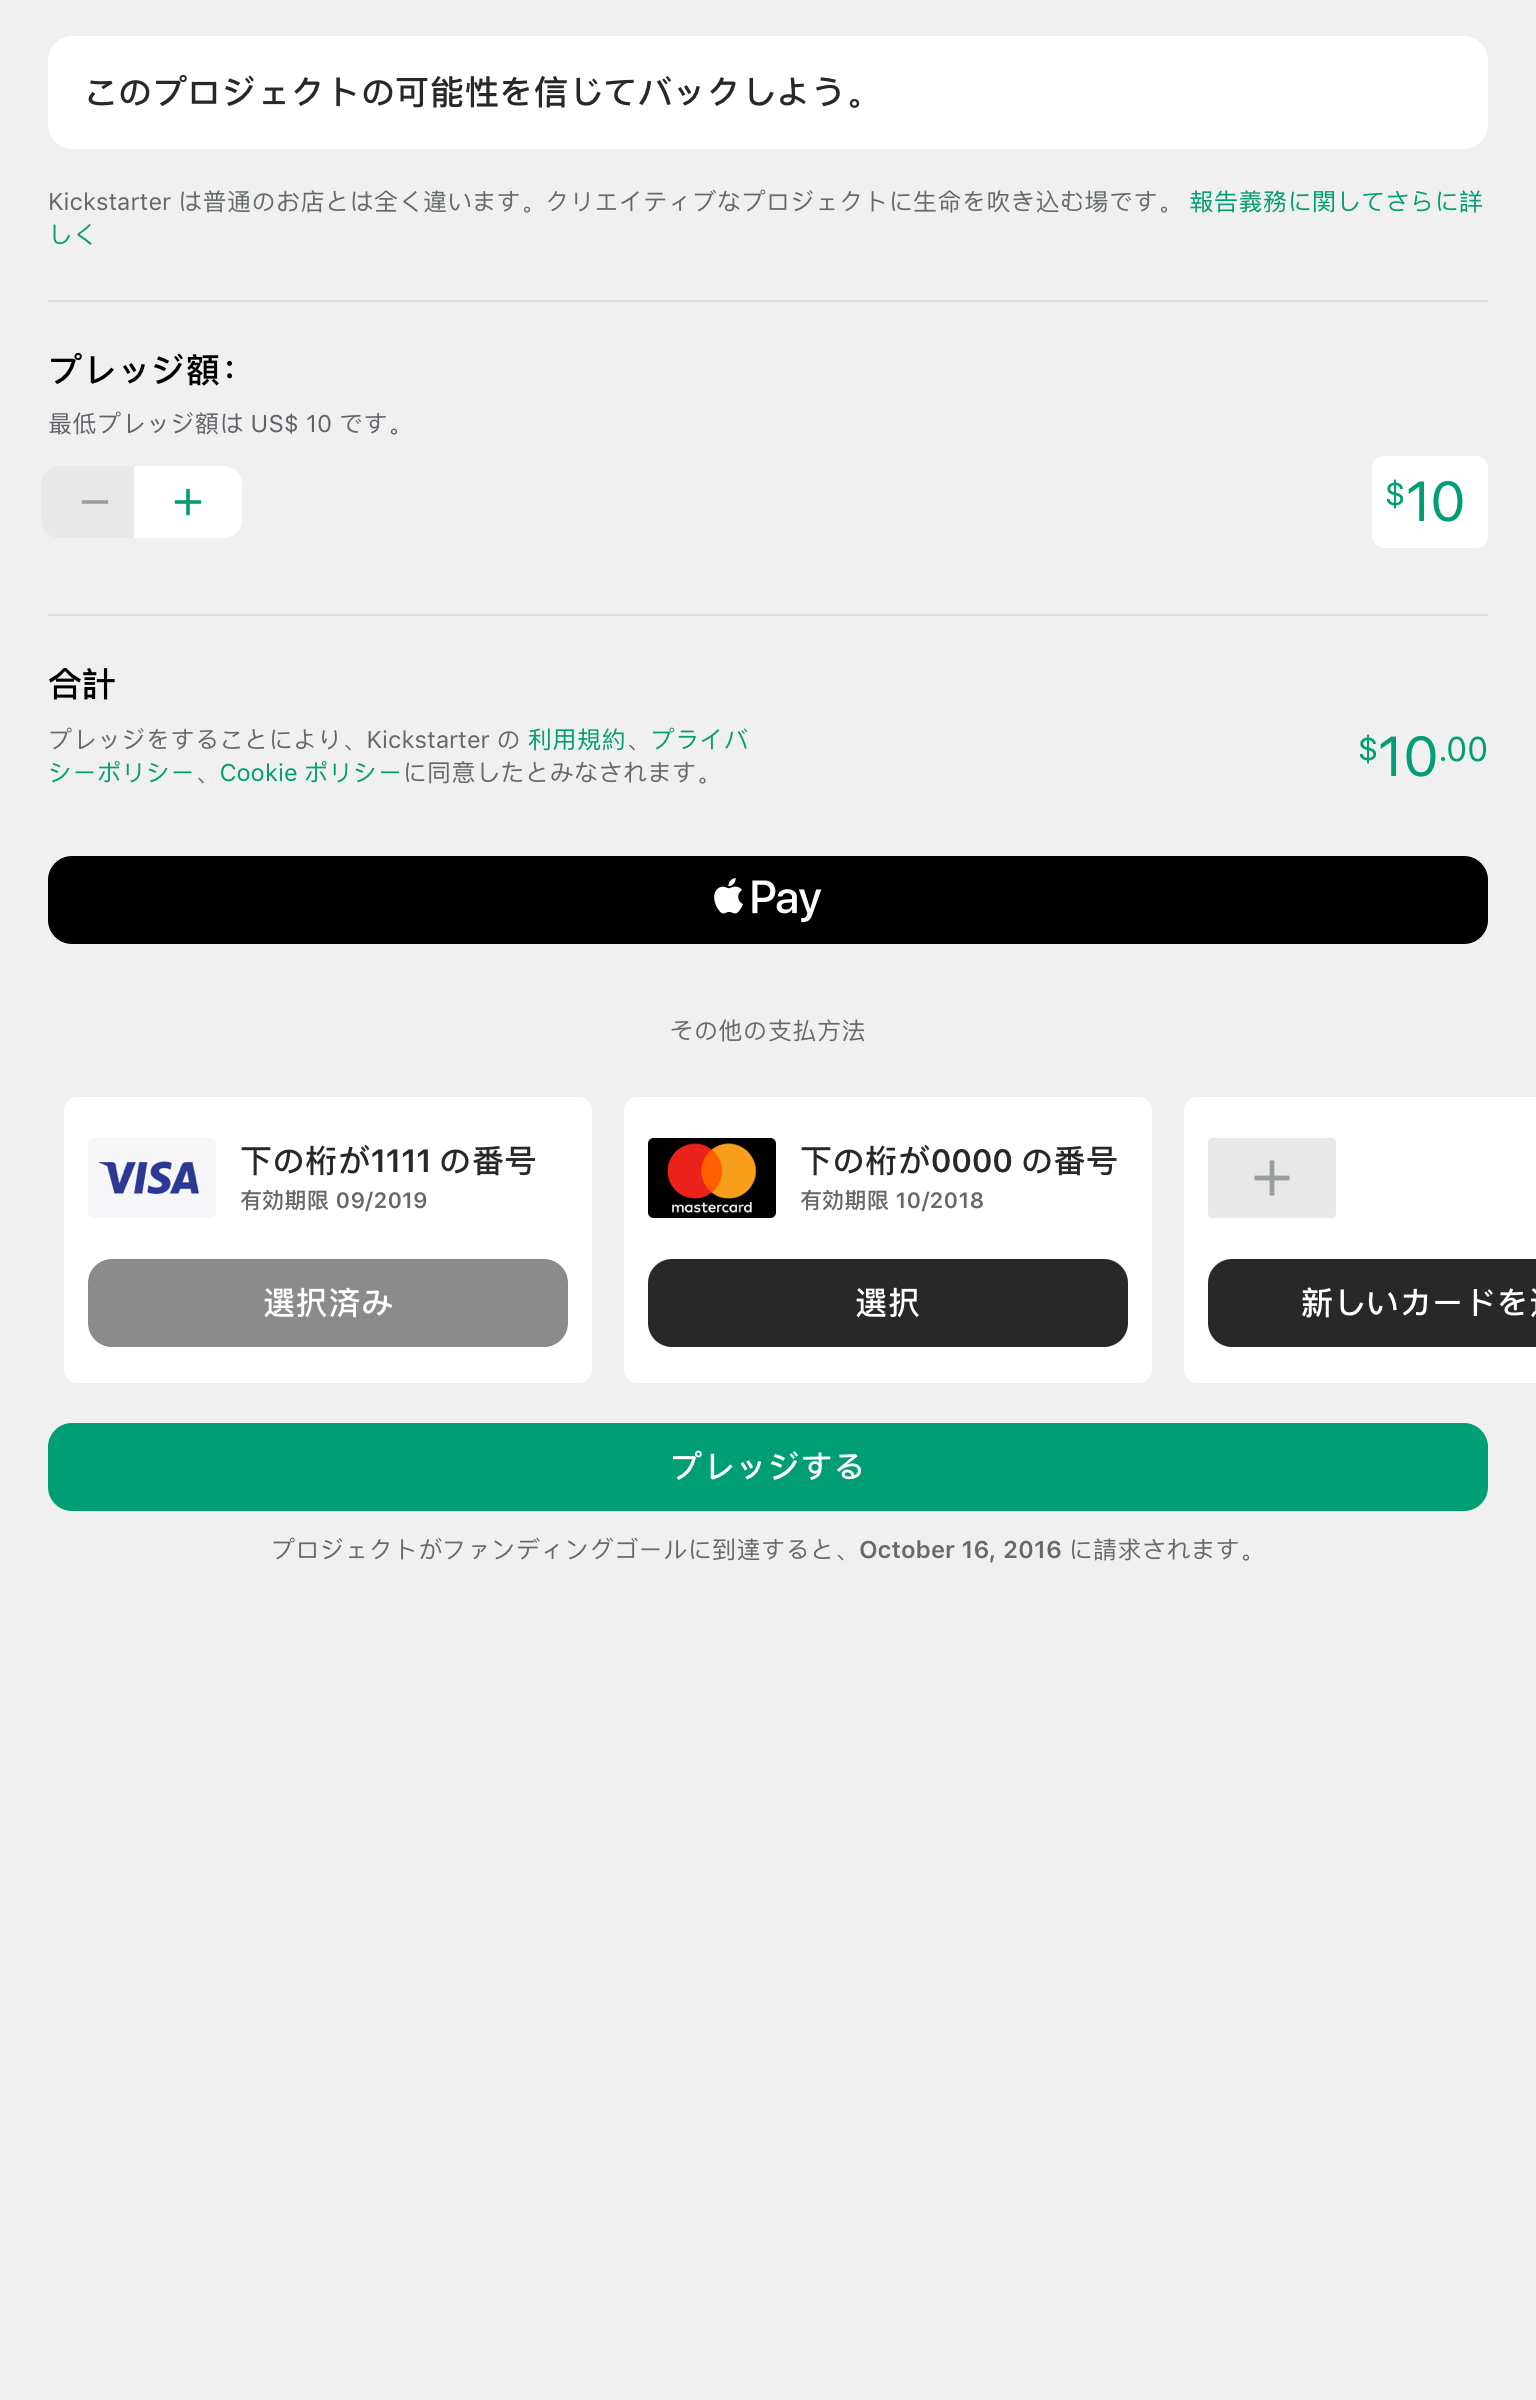 このプロジェクトの可能性を信じてバックしよう。
Kickstarter は普通のお店とは全く違います。クリエイティブなプロジェクトに生命を吹き込む場です。 報告義務に関してさらに詳
しく
プレッジ額：
最低プレッジ額は US$ 10 です。
− +
$10
合計
プレッジをすることにより、Kickstarter の 利用規約、プライバ
シーポリシー、Cookie ポリシーに同意したとみなされます。
$10.00
Pay
その他の支払方法
VISA
下の桁が1111 の番号
有効期限 09/2019
選択済み
mastercard
下の桁が0000 の番号
有効期限 10/2018
選択
+
新しいカードを
プレッジする
プロジェクトがファンディングゴールに到達すると、October 16, 2016 に請求されます。